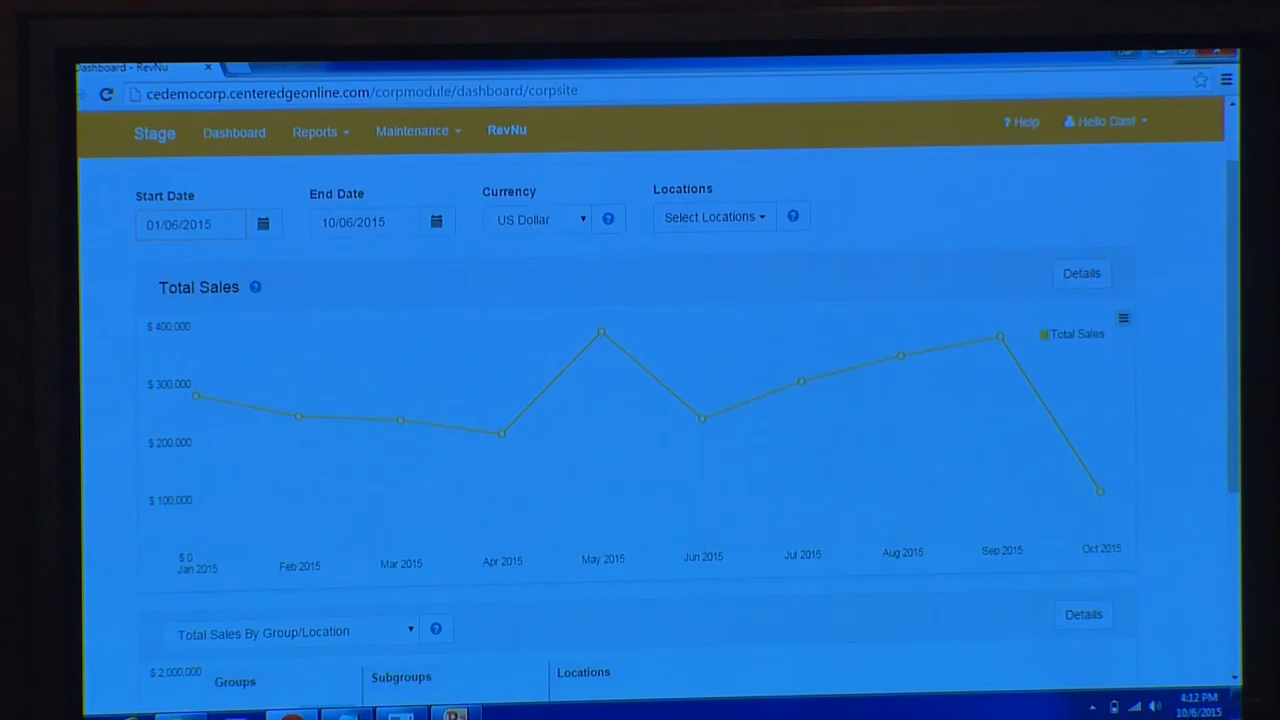 Dashboard - RevNu ×
cedemocorp.centeredgeonline.com/corpmodule/dashboard/corpsite
Stage Dashboard Reports Maintenance RevNu ? Help Hello Dan!
Start Date End Date Currency Locations
01/06/2015 10/06/2015 US Dollar ? Select Locations ?
Total Sales ? Details
$ 400,000
Total Sales
$ 300,000
$ 200,000
$ 100,000
$ 0
Jan 2015 Feb 2015 Mar 2015 Apr 2015 May 2015 Jun 2015 Jul 2015 Aug 2015 Sep 2015 Oct 2015
Total Sales By Group/Location ? Details
$ 2,000,000 Groups Subgroups Locations
4:12 PM
10/6/2015